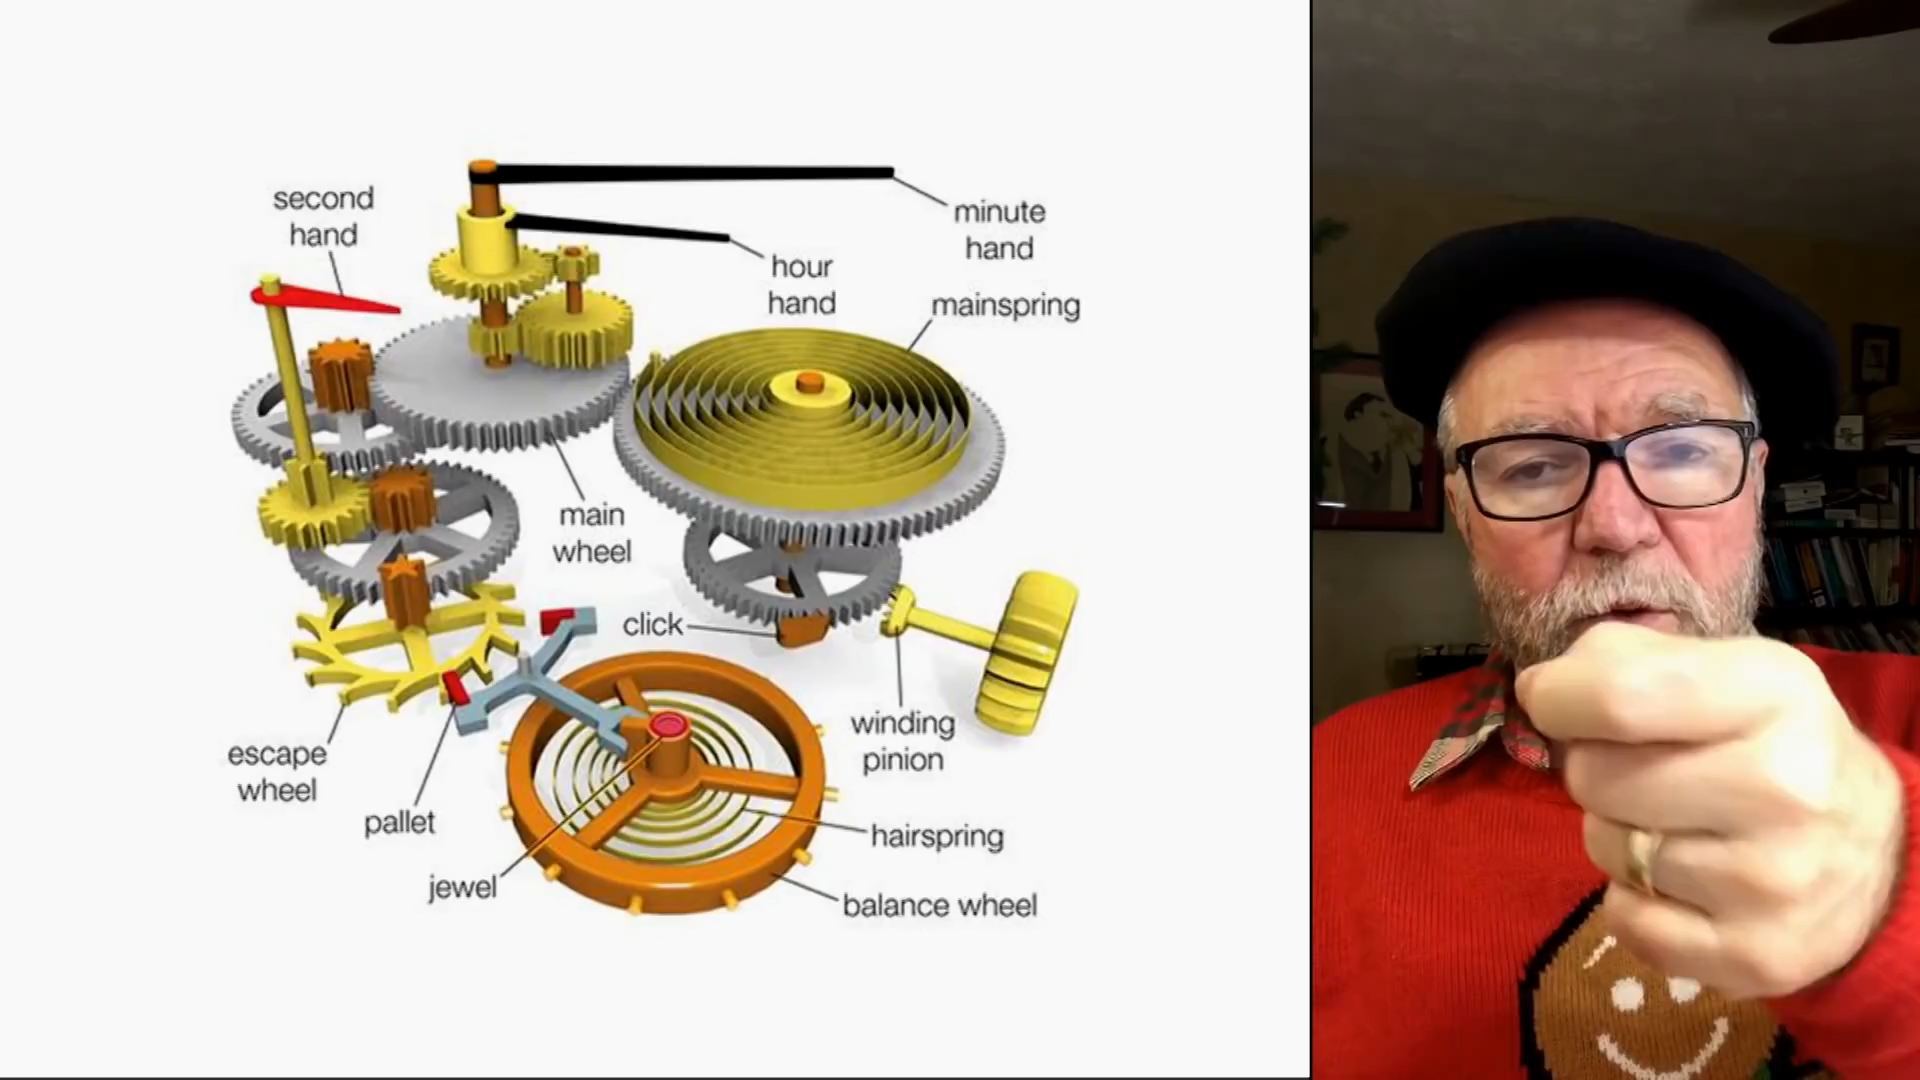 second
hand
minute
hand
hour
hand
mainspring
main
wheel
click
winding
pinion
escape
wheel
pallet
hairspring
jewel
balance wheel